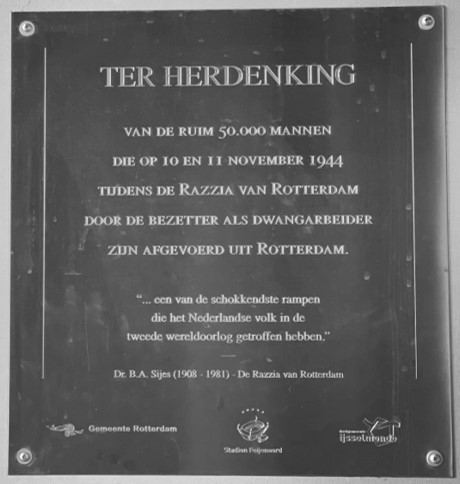 TER HERDENKING
VAN DE RUIM 50.000 MANNEN
DIE OP 10 EN 11 NOVEMBER 1944
TIJDENS DE RAZZIA VAN ROTTERDAM
DOOR DE BEZETTER ALS DWANGARBEIDER
ZIJN AFGEVOERD UIT ROTTERDAM.
“... een van de schokkendste rampen
die het Nederlandse volk in de
tweede wereldoorlog getroffen hebben.”
Dr. B.A. Sijes (1908 - 1981) - De Razzia van Rotterdam
Gemeente Rotterdam
Stadion Feijenoord
deelgemeente
ijsselmonde